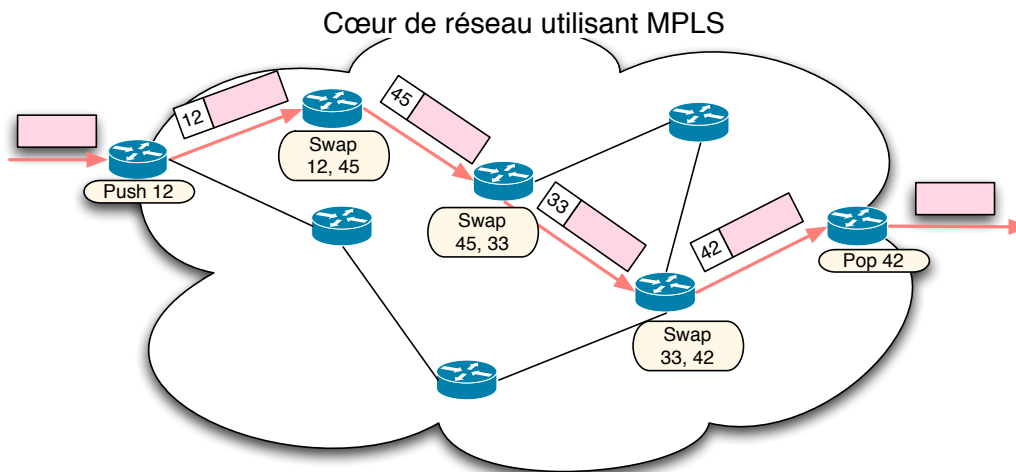 Cœur de réseau utilisant MPLS
12
45
Swap
12, 45
Push 12
Swap
45, 33
33
42
Pop 42
Swap
33, 42